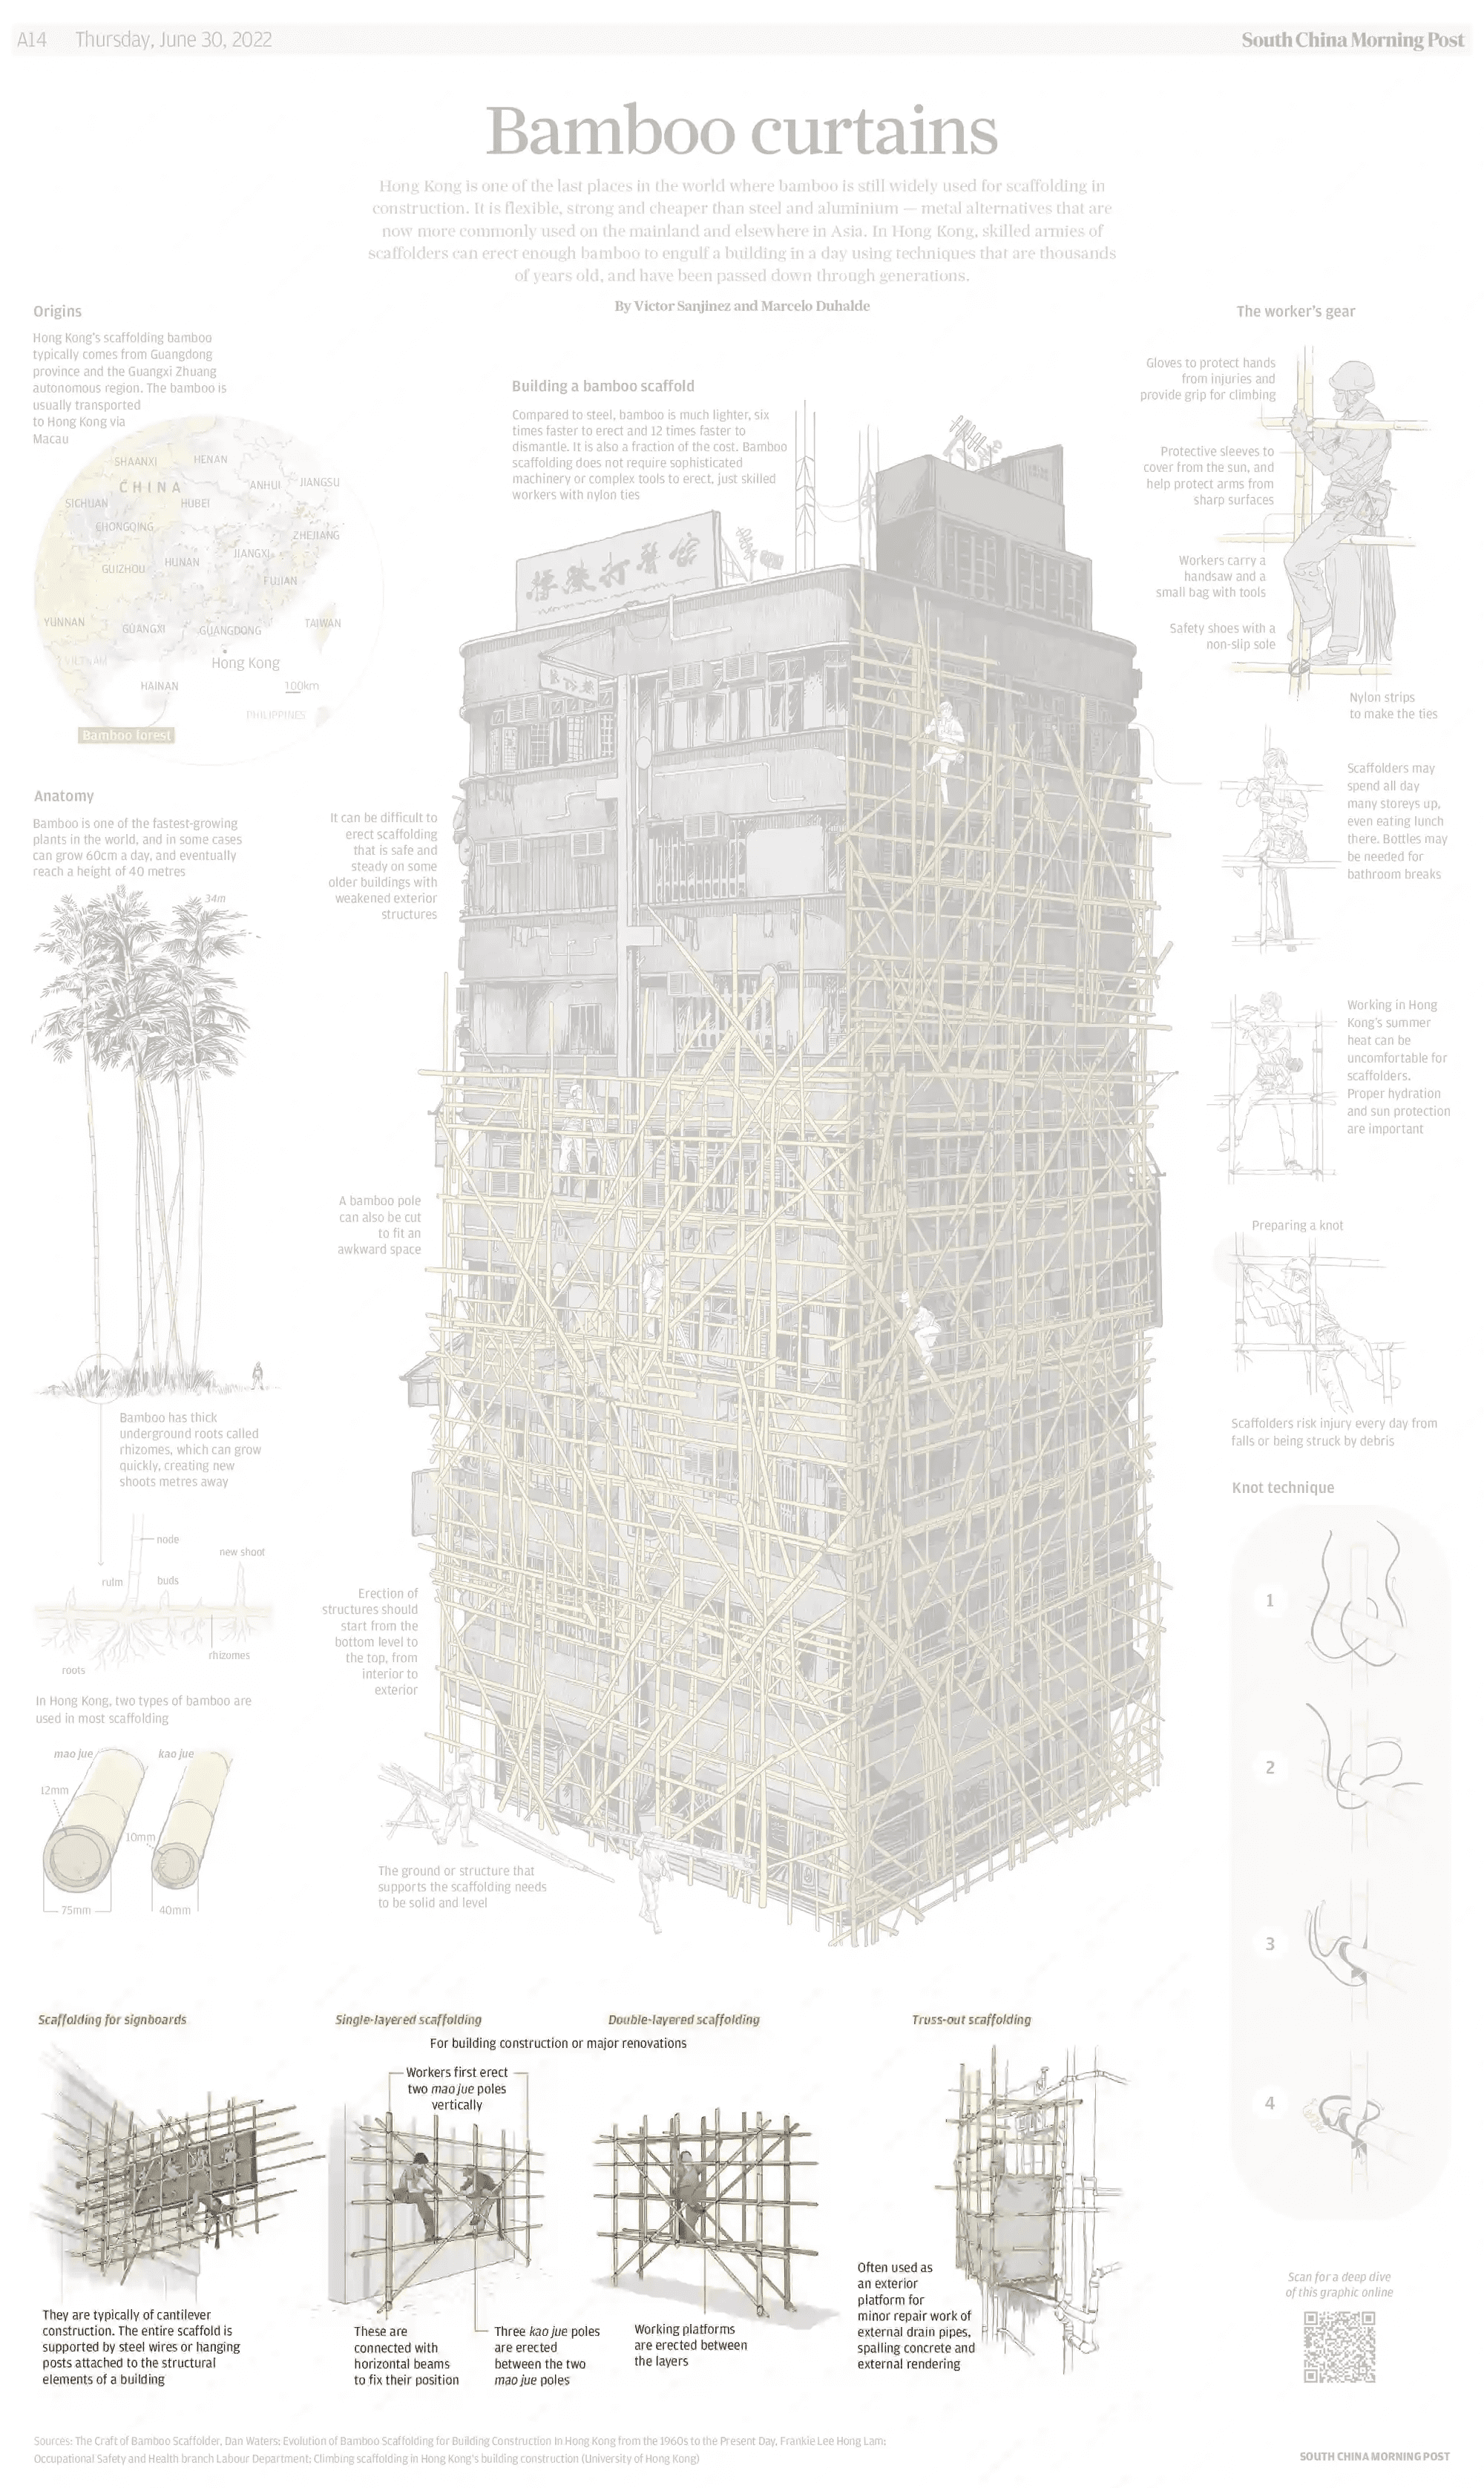 A14 Thursday, June 30, 2022
South China Morning Post
Bamboo curtains
Hong Kong is one of the last places in the world where bamboo is still widely used for scaffolding in
construction. It is flexible, strong and cheaper than steel and aluminium — metal alternatives that are
now more commonly used on the mainland and elsewhere in Asia. In Hong Kong, skilled armies of
scaffolders can erect enough bamboo to engulf a building in a day using techniques that are thousands
of years old, and have been passed down through generations.
By Victor Sanjinez and Marcelo Duhalde
Origins
Hong Kong's scaffolding bamboo
typically comes from Guangdong
province and the Guangxi Zhuang
autonomous region. The bamboo is
usually transported
to Hong Kong via
Macau
SHAANXI
HENAN
CHINA
ANHUI
JIANGSU
SICHUAN
HUBEI
CHONGQING
ZHEJIANG
JIANGXI
HUNAN
GUIZHOU
FUJIAN
YUNNAN
GUANGXI
GUANGDONG
TAIWAN
VIETNAM
Hong Kong
HAINAN
100km
PHILIPPINES
Bamboo forest
Anatomy
Bamboo is one of the fastest-growing
plants in the world, and in some cases
can grow 60cm a day, and eventually
reach a height of 40 metres
34m
Bamboo has thick
underground roots called
rhizomes, which can grow
quickly, creating new
shoots metres away
node
new shoot
rulm
buds
rhizomes
roots
In Hong Kong, two types of bamboo are
used in most scaffolding
mao jue
kao jue
12mm
10mm
75mm
40mm
Building a bamboo scaffold
Compared to steel, bamboo is much lighter, six
times faster to erect and 12 times faster to
dismantle. It is also a fraction of the cost. Bamboo
scaffolding does not require sophisticated
machinery or complex tools to erect, just skilled
workers with nylon ties
It can be difficult to
erect scaffolding
that is safe and
steady on some
older buildings with
weakened exterior
structures
A bamboo pole
can also be cut
to fit an
awkward space
Erection of
structures should
start from the
bottom level to
the top, from
interior to
exterior
The ground or structure that
supports the scaffolding needs
to be solid and level
The worker's gear
Gloves to protect hands
from injuries and
provide grip for climbing
Protective sleeves to
cover from the sun, and
help protect arms from
sharp surfaces
Workers carry a
handsaw and a
small bag with tools
Safety shoes with a
non-slip sole
Nylon strips
to make the ties
Scaffolders may
spend all day
many storeys up,
even eating lunch
there. Bottles may
be needed for
bathroom breaks
Working in Hong
Kong's summer
heat can be
uncomfortable for
scaffolders.
Proper hydration
and sun protection
are important
Preparing a knot
Scaffolders risk injury every day from
falls or being struck by debris
Knot technique
1
2
3
4
Scaffolding for signboards
They are typically of cantilever
construction. The entire scaffold is
supported by steel wires or hanging
posts attached to the structural
elements of a building
Single-layered scaffolding
Double-layered scaffolding
For building construction or major renovations
Workers first erect
two mao jue poles
vertically
These are
connected with
horizontal beams
to fix their position
Three kao jue poles
are erected
between the two
mao jue poles
Working platforms
are erected between
the layers
Truss-out scaffolding
Often used as
an exterior
platform for
minor repair work of
external drain pipes,
spalling concrete and
external rendering
Scan for a deep dive
of this graphic online
Sources: The Craft of Bamboo Scaffolder, Dan Waters; Evolution of Bamboo Scaffolding for Building Construction In Hong Kong from the 1960s to the Present Day, Frankie Lee Hong Lam;
Occupational Safety and Health branch Labour Department; Climbing scaffolding in Hong Kong's building construction (University of Hong Kong)
SOUTH CHINA MORNING POST